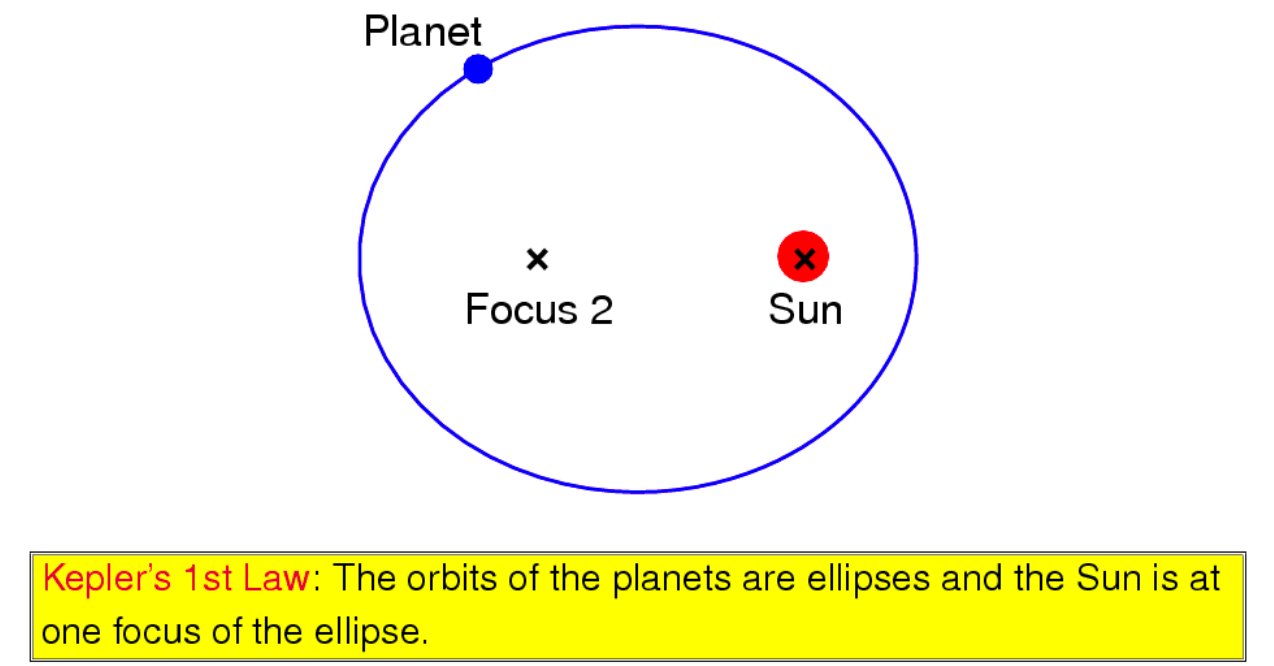 Planet
Focus 2
Sun
Kepler's 1st Law: The orbits of the planets are ellipses and the Sun is at
one focus of the ellipse.